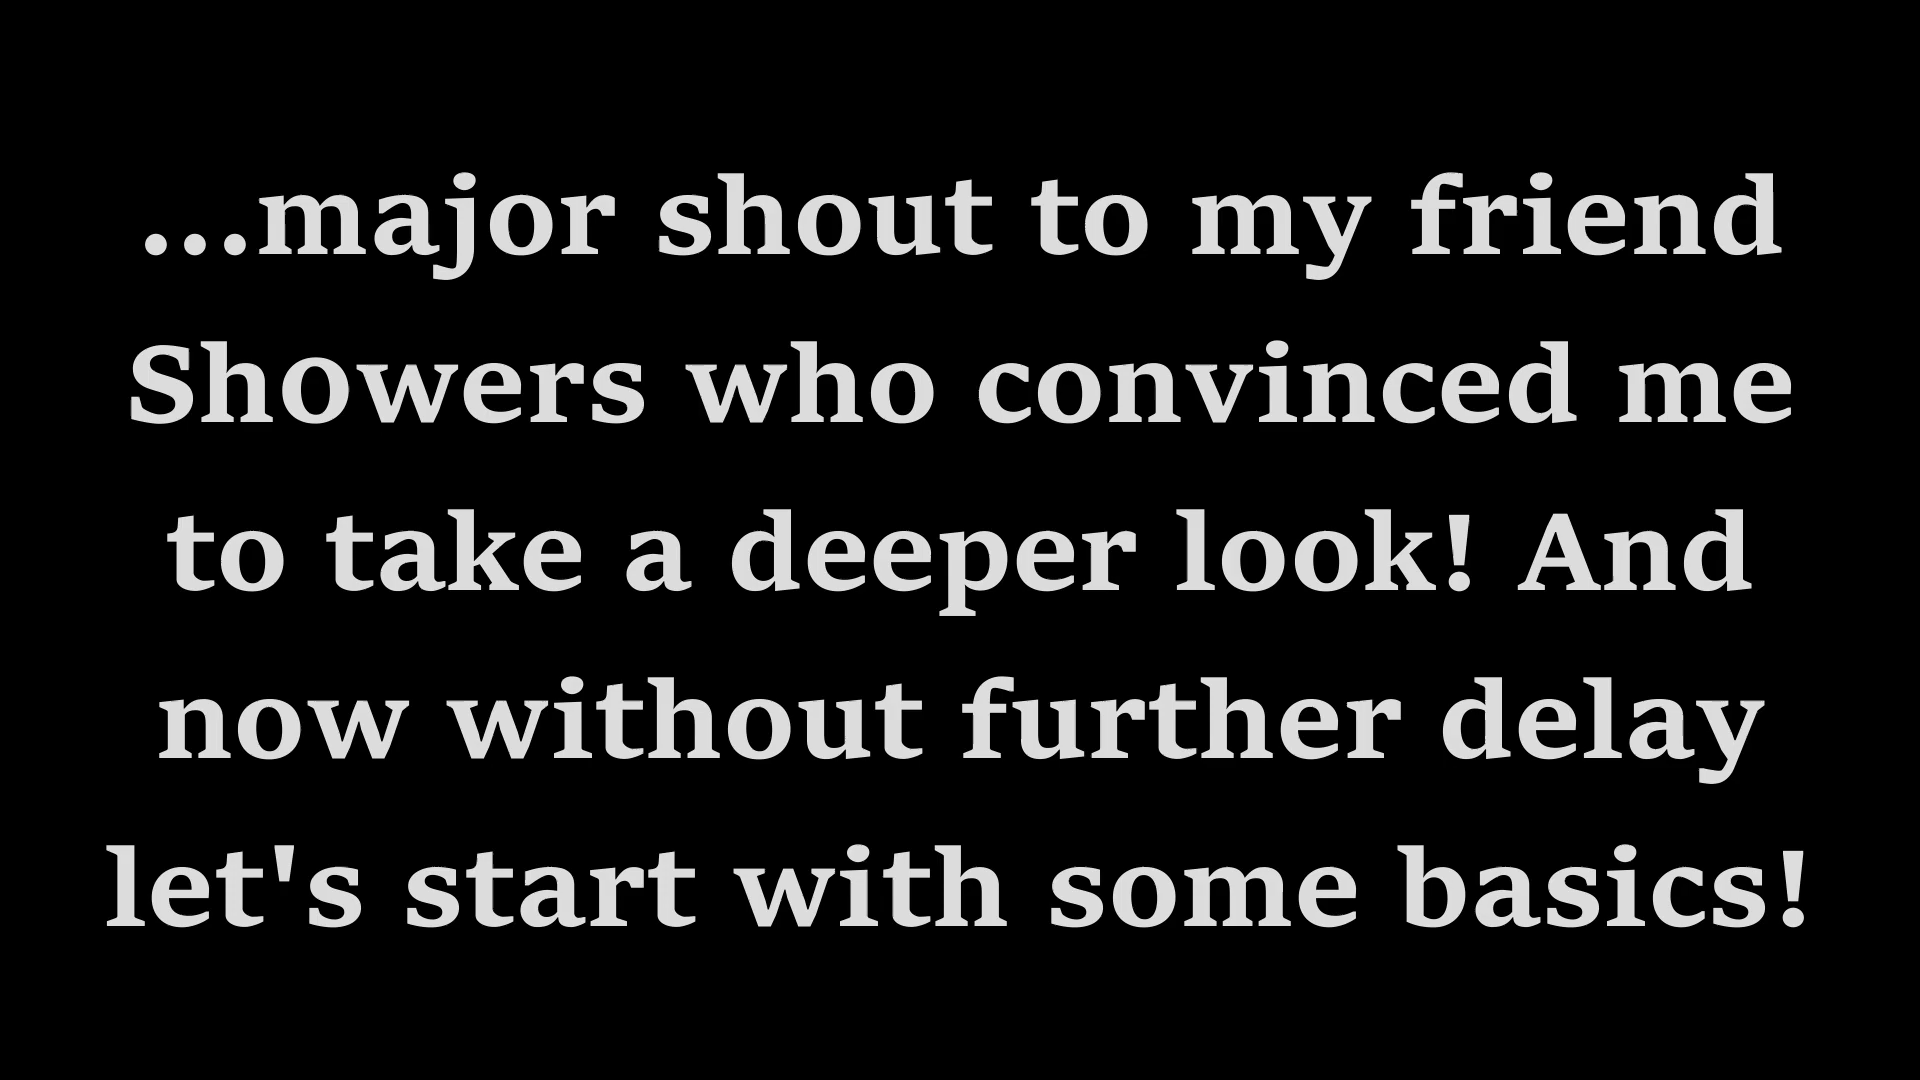 ...major shout to my friend
Showers who convinced me
to take a deeper look! And
now without further delay
let's start with some basics!